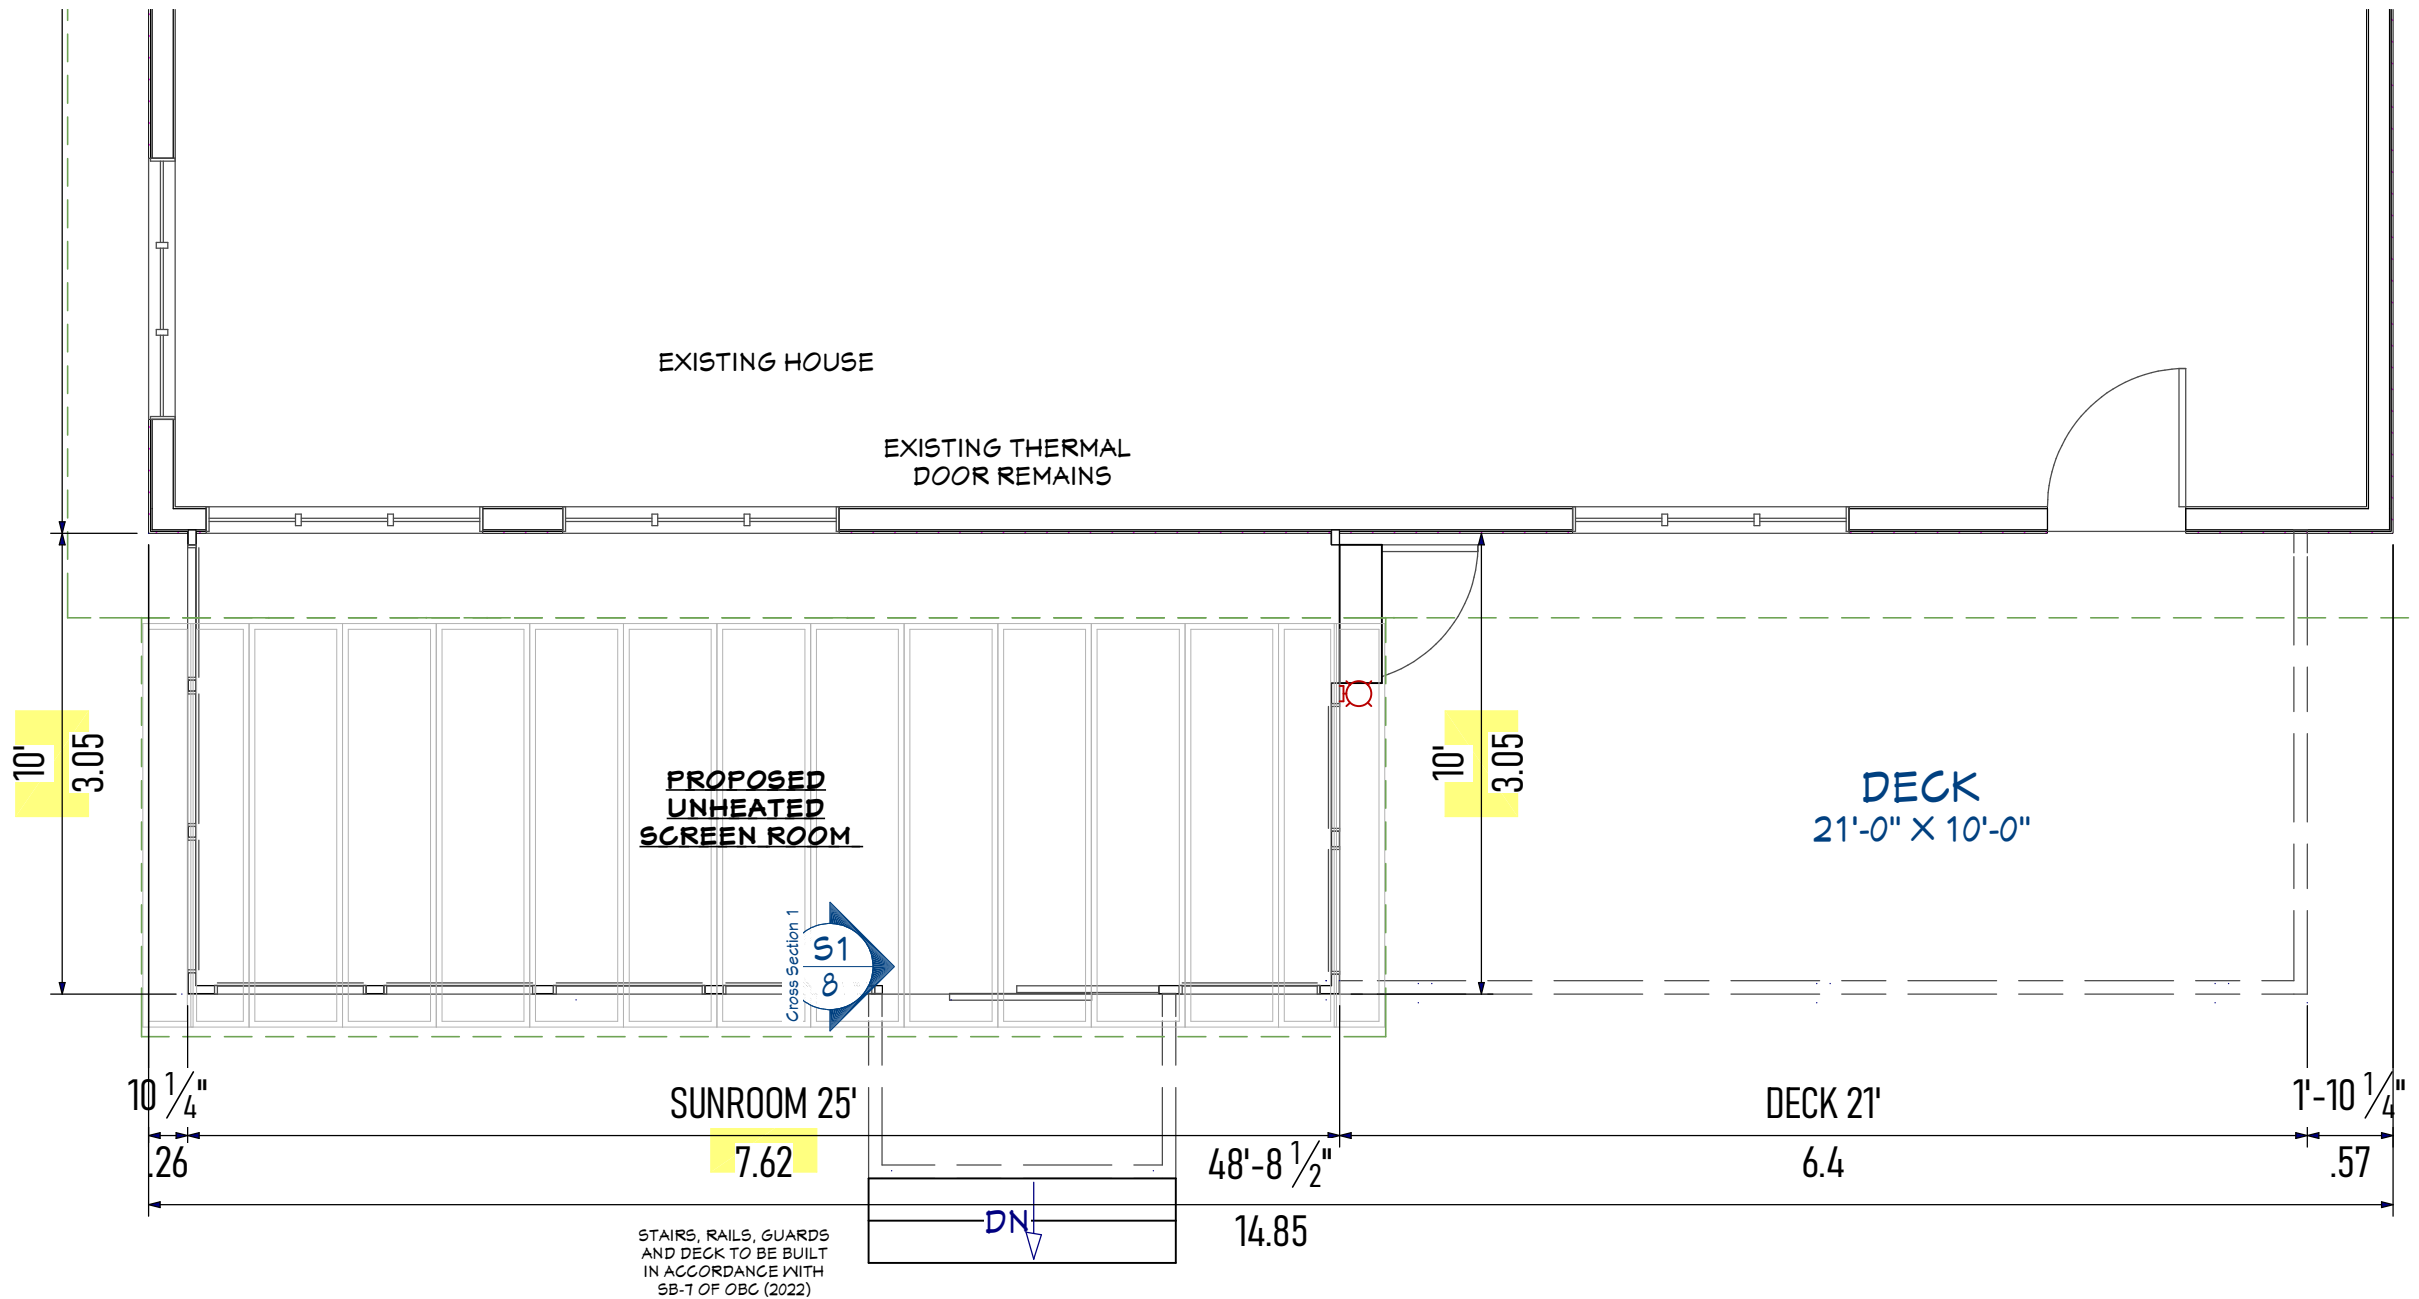 EXISTING HOUSE
EXISTING THERMAL
DOOR REMAINS
10'
3.05
PROPOSED
UNHEATED
SCREEN ROOM
10'
3.05
DECK
21'-0" X 10'-0"
Cross Section 1
S1
8
10 1/4"
SUNROOM 25'
DECK 21'
1'-10 1/4"
.26
7.62
48'-8 1/2"
6.4
.57
DN
14.85
STAIRS, RAILS, GUARDS
AND DECK TO BE BUILT
IN ACCORDANCE WITH
SB-7 OF OBC (2022)